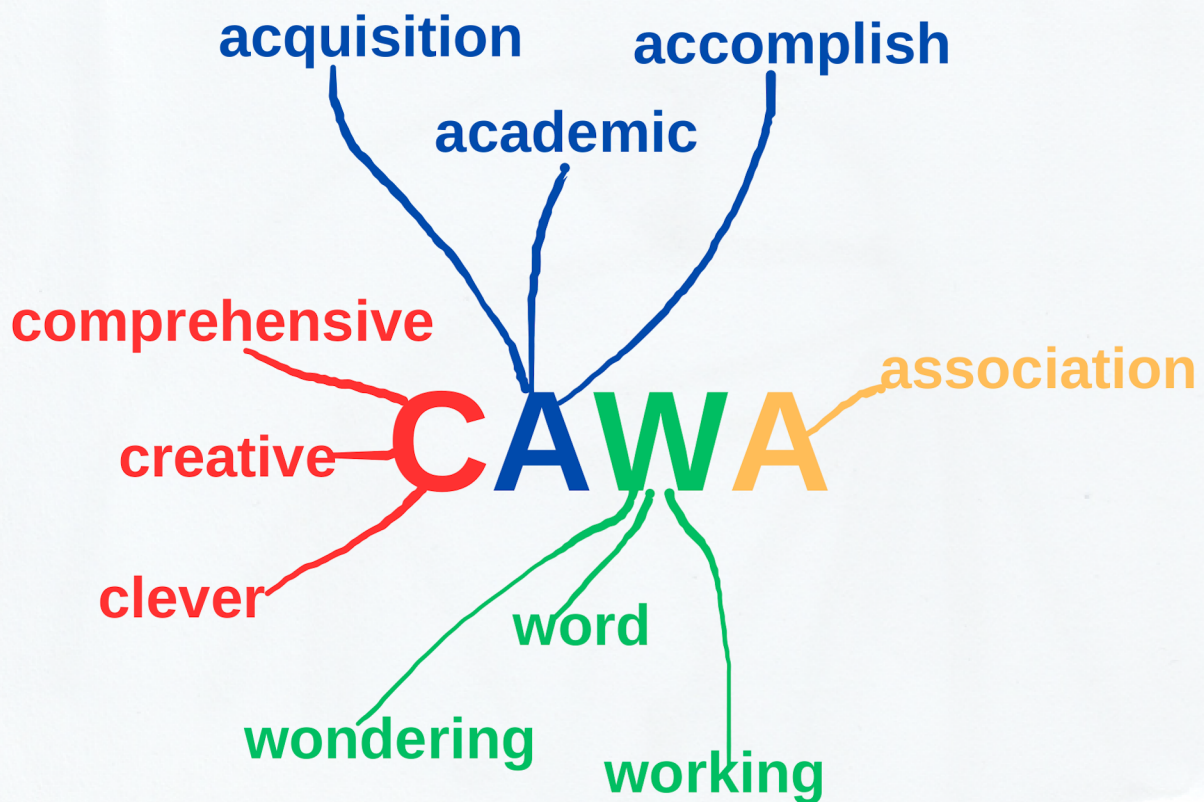 acquisition
accomplish
academic
comprehensive
association
creative
CAWA
clever
word
wondering
working